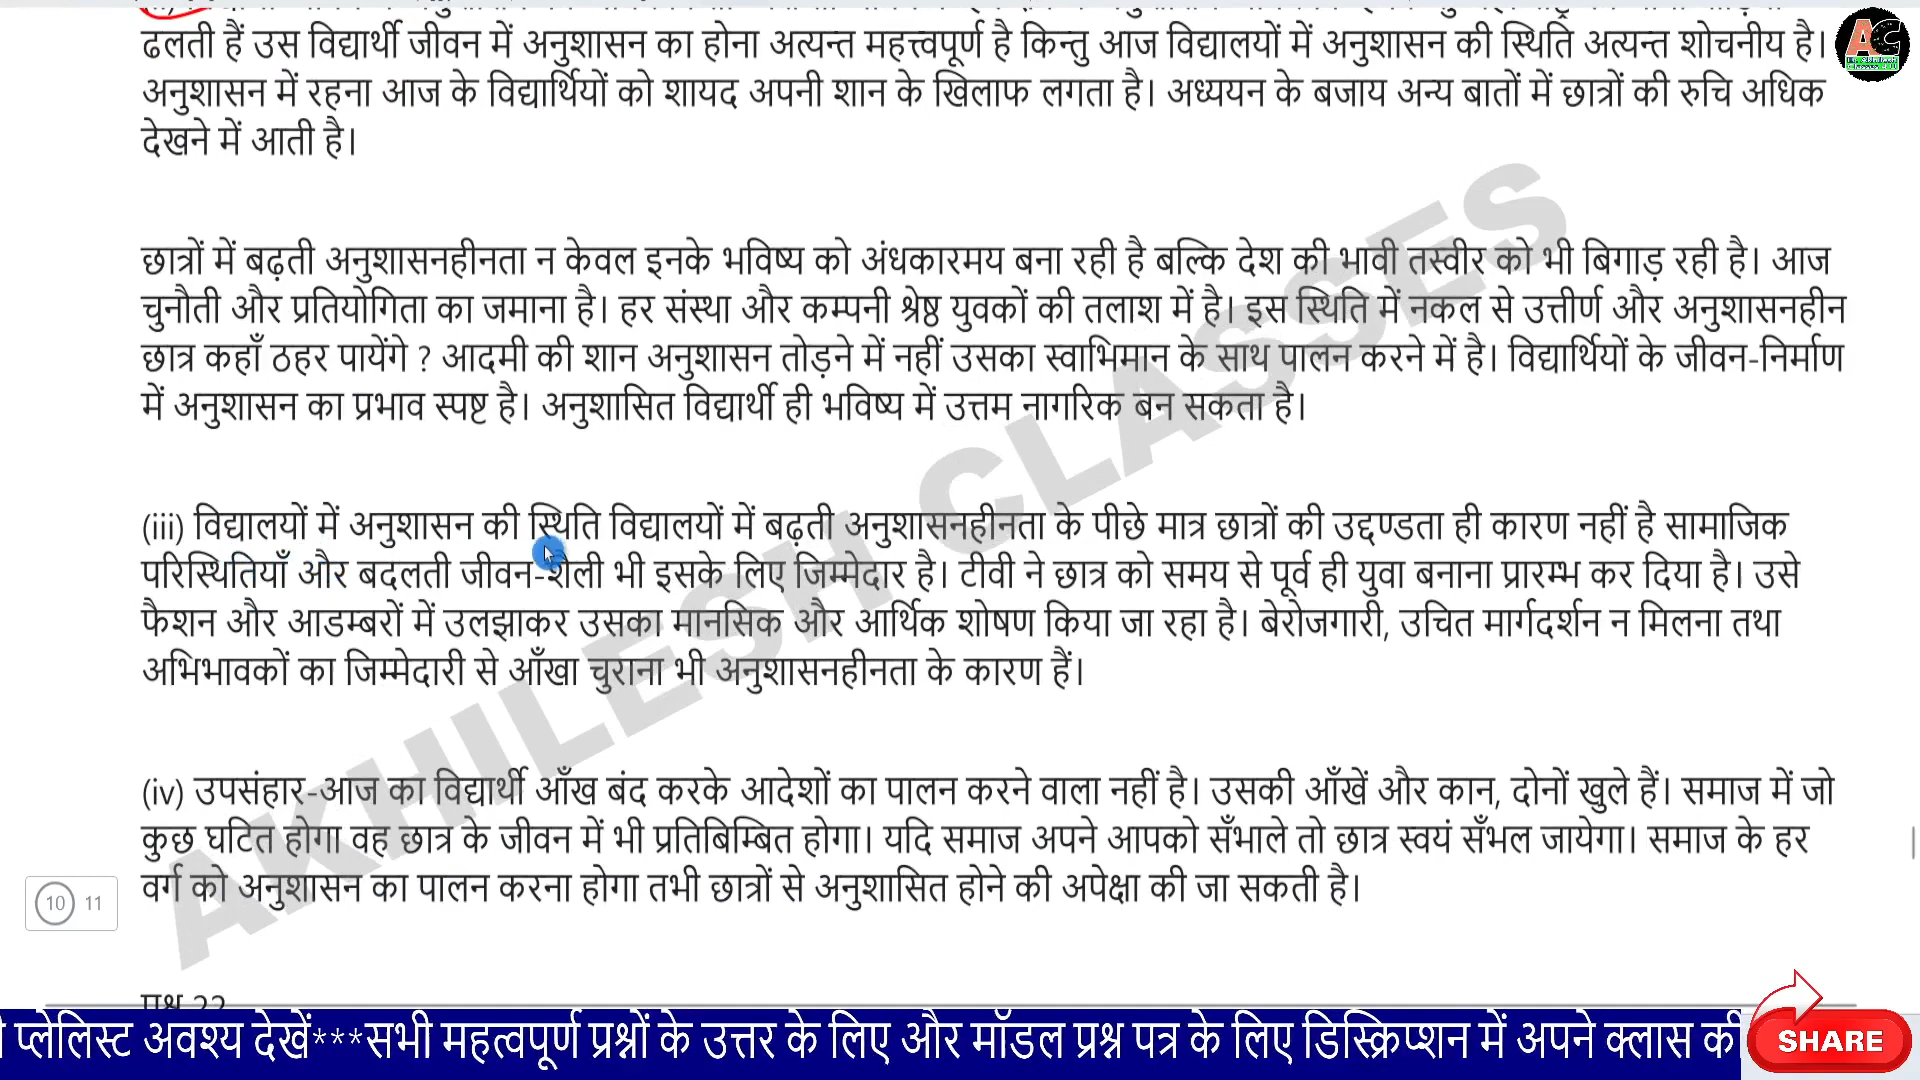 ढलती हैं उस विद्यार्थी जीवन में अनुशासन का होना अत्यन्त महत्त्वपूर्ण है किन्तु आज विद्यालयों में अनुशासन की स्थिति अत्यन्त शोचनीय है।
अनुशासन में रहना आज के विद्यार्थियों को शायद अपनी शान के खिलाफ लगता है। अध्ययन के बजाय अन्य बातों में छात्रों की रुचि अधिक
देखने में आती है।
छात्रों में बढ़ती अनुशासनहीनता न केवल इनके भविष्य को अंधकारमय बना रही है बल्कि देश की भावी तस्वीर को भी बिगाड़ रही है। आज
चुनौती और प्रतियोगिता का जमाना है। हर संस्था और कम्पनी श्रेष्ठ युवकों की तलाश में है। इस स्थिति में नकल से उत्तीर्ण और अनुशासनहीन
छात्र कहाँ ठहर पायेंगे ? आदमी की शान अनुशासन तोड़ने में नहीं उसका स्वाभिमान के साथ पालन करने में है। विद्यार्थियों के जीवन-निर्माण
में अनुशासन का प्रभाव स्पष्ट है। अनुशासित विद्यार्थी ही भविष्य में उत्तम नागरिक बन सकता है।
(iii) विद्यालयों में अनुशासन की स्थिति विद्यालयों में बढ़ती अनुशासनहीनता के पीछे मात्र छात्रों की उद्दण्डता ही कारण नहीं है सामाजिक
परिस्थितियाँ और बदलती जीवन-शैली भी इसके लिए जिम्मेदार है। टीवी ने छात्र को समय से पूर्व ही युवा बनाना प्रारम्भ कर दिया है। उसे
फैशन और आडम्बरों में उलझाकर उसका मानसिक और आर्थिक शोषण किया जा रहा है। बेरोजगारी, उचित मार्गदर्शन न मिलना तथा
अभिभावकों का जिम्मेदारी से आँखा चुराना भी अनुशासनहीनता के कारण हैं।
(iv) उपसंहार-आज का विद्यार्थी आँख बंद करके आदेशों का पालन करने वाला नहीं है। उसकी आँखें और कान, दोनों खुले हैं। समाज में जो
कुछ घटित होगा वह छात्र के जीवन में भी प्रतिबिम्बित होगा। यदि समाज अपने आपको सँभाले तो छात्र स्वयं सँभल जायेगा। समाज के हर
वर्ग को अनुशासन का पालन करना होगा तभी छात्रों से अनुशासित होने की अपेक्षा की जा सकती है।
AKHILESH CLASSES
10 11
प्रश्न 22
प्लेलिस्ट अवश्य देखें***सभी महत्वपूर्ण प्रश्नों के उत्तर के लिए और मॉडल प्रश्न पत्र के लिए डिस्क्रिप्शन में अपने क्लास की
SHARE
AC